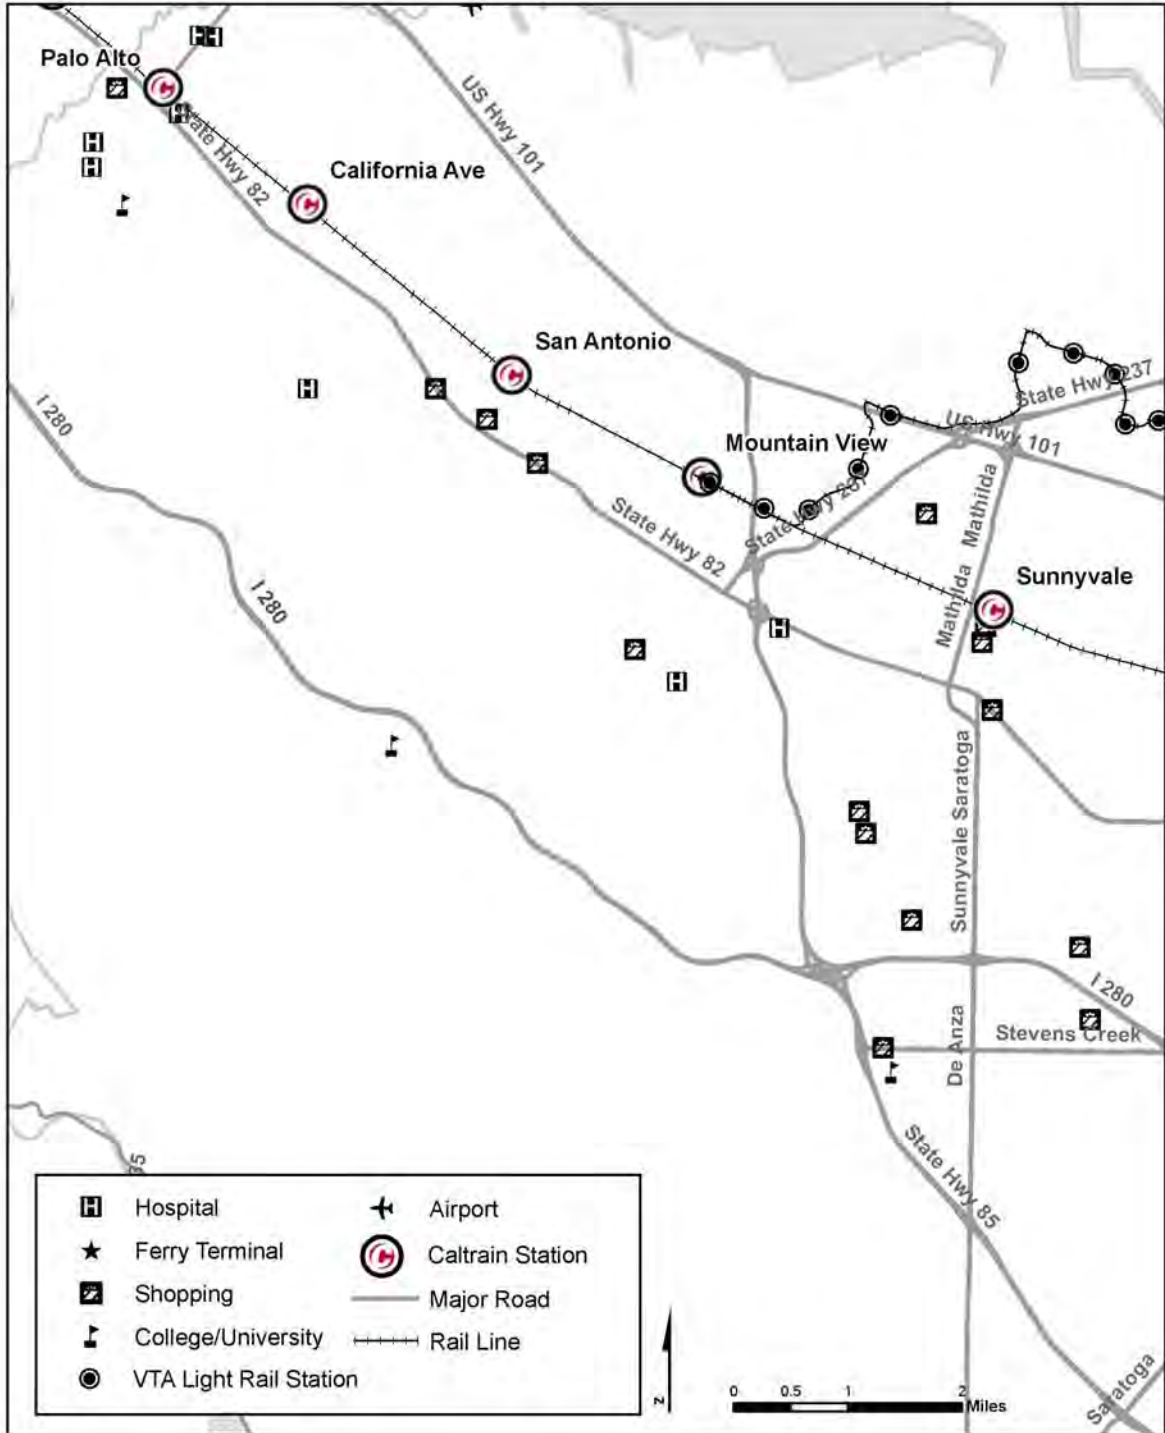 Palo Alto
US Hwy 101
State Hwy 82
California Ave
San Antonio
I 280
State Hwy 237
US Hwy 101
Mountain View
Mathilda
State Hwy 237
State Hwy 82
I 280
Mathilda
Sunnyvale
Sunnyvale Saratoga
I 280
Stevens Creek
De Anza
State Hwy 85
Saratoga
H Hospital
Ferry Terminal
Shopping
College/University
VTA Light Rail Station
Airport
Caltrain Station
Major Road
Rail Line
N
0 0.5 1 2
Miles